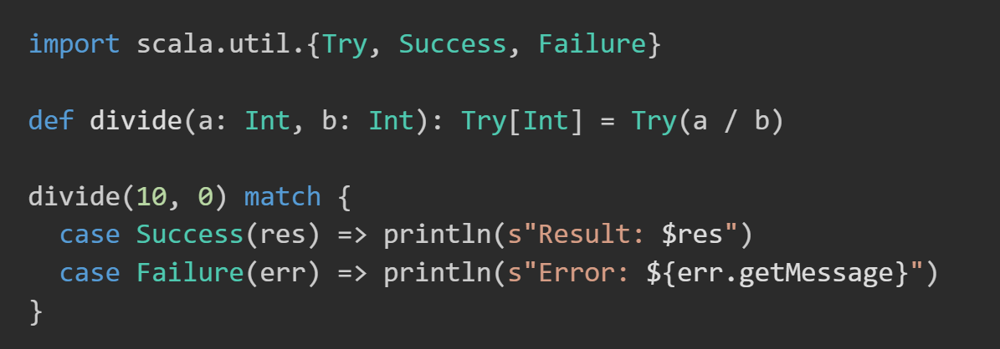 import scala.util.{Try, Success, Failure}
def divide(a: Int, b: Int): Try[Int] = Try(a / b)
divide(10, 0) match {
  case Success(res) => println(s"Result: $res")
  case Failure(err) => println(s"Error: ${err.getMessage}")
}